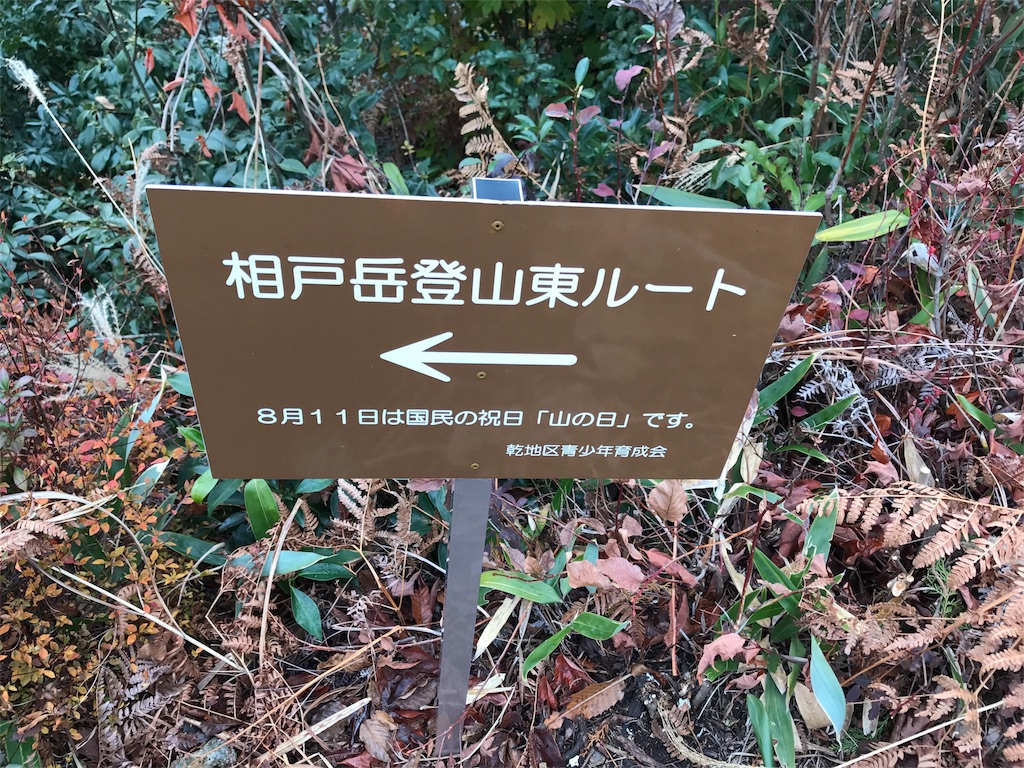 相戸岳登山東ルート
８月１１日は国民の祝日「山の日」です。
乾地区青少年育成会